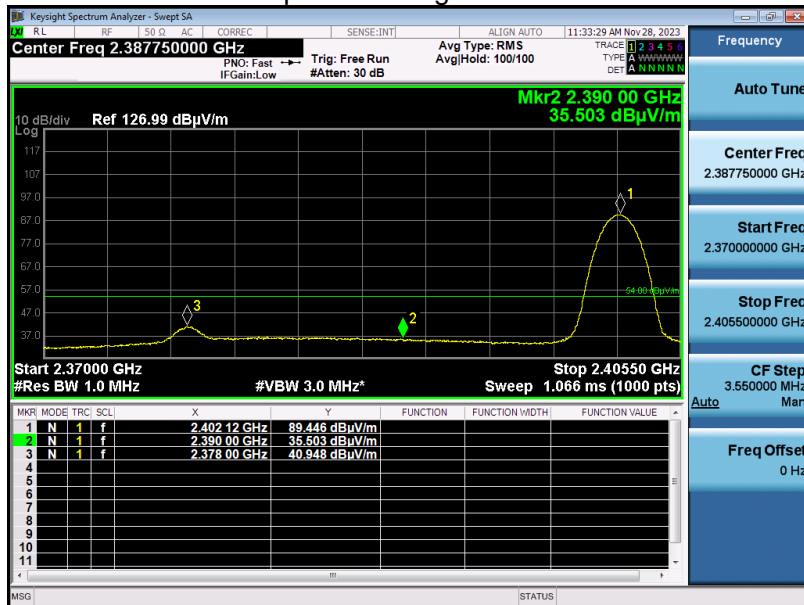 Keysight Spectrum Analyzer - Swept SA
RL RF 50 Ω AC CORREC SENSE:INT ALIGN AUTO 11:33:29 AM Nov 28, 2023
Center Freq 2.387750000 GHz
PNO: Fast
IFGain:Low
Trig: Free Run
#Atten: 30 dB
Avg Type: RMS
Avg|Hold: 100/100
TRACE 1 2 3 4 5 6
TYPE A WWWWW
DET A N N N N N
Mkr2 2.390 00 GHz
35.503 dBµV/m
10 dB/div Ref 126.99 dBµV/m
Log
117
107
97.0
87.0
77.0
67.0
57.0
47.0
37.0
1
2
3
54.00 dBµV/m
Start 2.37000 GHz Stop 2.40550 GHz
#Res BW 1.0 MHz #VBW 3.0 MHz* Sweep 1.066 ms (1000 pts)
MKR MODE TRC SCL X Y FUNCTION FUNCTION WIDTH FUNCTION VALUE
1 N 1 f 2.402 12 GHz 89.446 dBµV/m
2 N 1 f 2.390 00 GHz 35.503 dBµV/m
3 N 1 f 2.378 00 GHz 40.948 dBµV/m
4
5
6
7
8
9
10
11
MSG STATUS
Frequency
Auto Tune
Center Freq
2.387750000 GHz
Start Freq
2.370000000 GHz
Stop Freq
2.405500000 GHz
CF Step
3.550000 MHz
Auto Man
Freq Offset
0 Hz